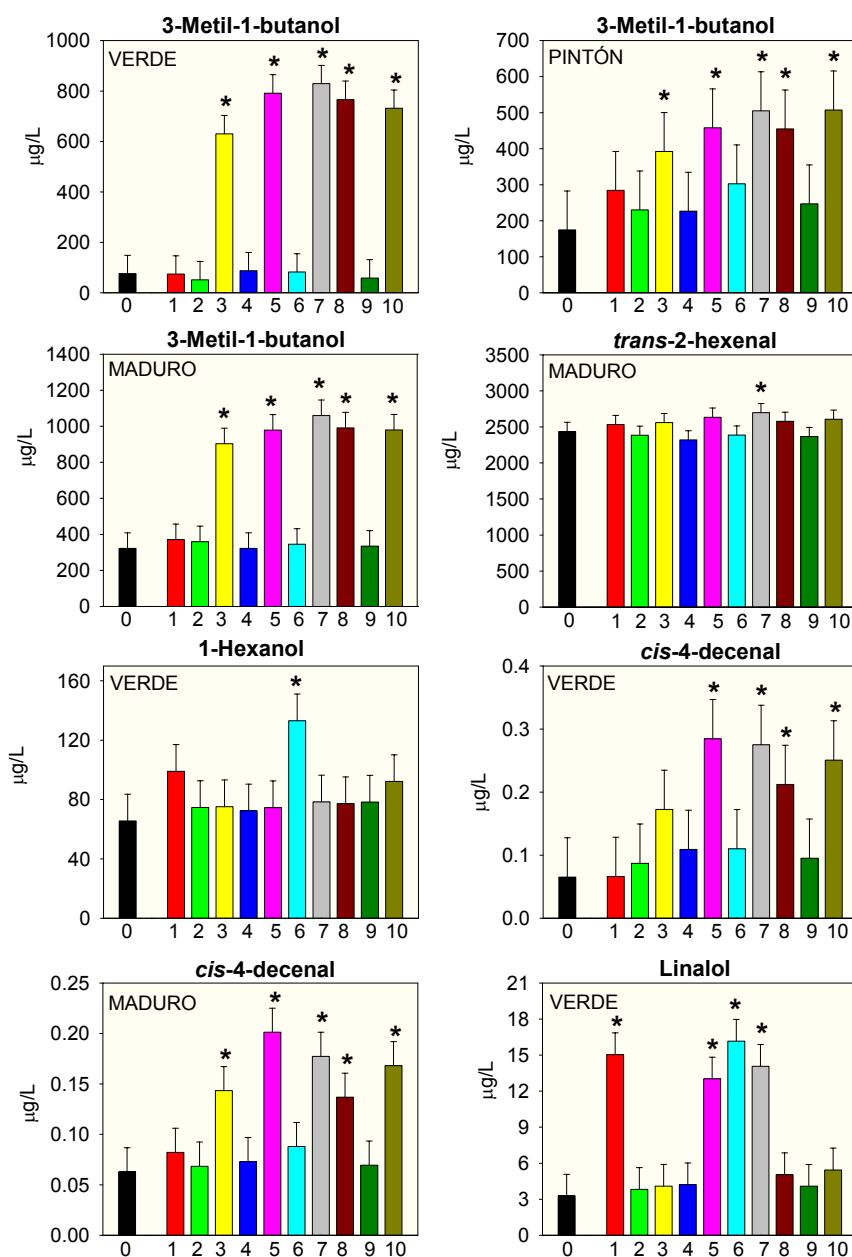 3-Metil-1-butanol
VERDE
µg/L
1000
800
600
400
200
0
* * * * *
0 1 2 3 4 5 6 7 8 9 10
3-Metil-1-butanol
PINTÓN
µg/L
700
600
500
400
300
200
100
0
* * * * *
0 1 2 3 4 5 6 7 8 9 10
3-Metil-1-butanol
MADURO
µg/L
1400
1200
1000
800
600
400
200
0
* * * * *
0 1 2 3 4 5 6 7 8 9 10
trans-2-hexenal
MADURO
µg/L
3500
3000
2500
2000
1500
1000
500
0
*
0 1 2 3 4 5 6 7 8 9 10
1-Hexanol
VERDE
µg/L
160
120
80
40
0
*
0 1 2 3 4 5 6 7 8 9 10
cis-4-decenal
VERDE
µg/L
0.4
0.3
0.2
0.1
0.0
* * * *
0 1 2 3 4 5 6 7 8 9 10
cis-4-decenal
MADURO
µg/L
0.25
0.20
0.15
0.10
0.05
0.00
* * * * *
0 1 2 3 4 5 6 7 8 9 10
Linalol
VERDE
µg/L
21
18
15
12
9
6
3
0
* * * *
0 1 2 3 4 5 6 7 8 9 10